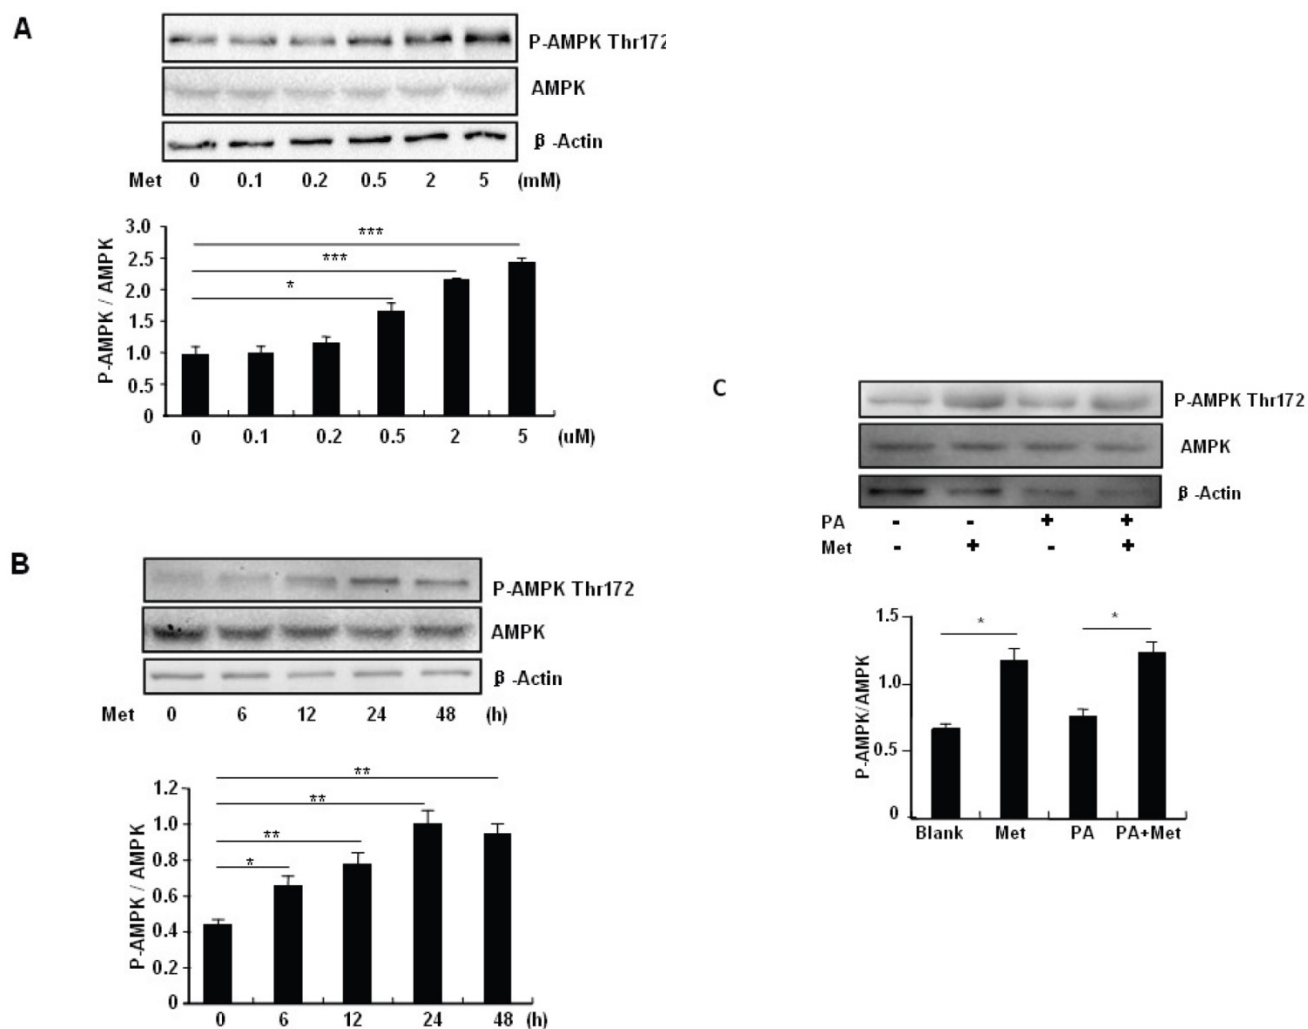 A
P-AMPK Thr172
AMPK
β-Actin
Met 0 0.1 0.2 0.5 2 5 (mM)
P-AMPK / AMPK
3.0
2.5
2.0
1.5
1.0
0.5
0
***
***
*
0 0.1 0.2 0.5 2 5 (uM)
B
P-AMPK Thr172
AMPK
β-Actin
Met 0 6 12 24 48 (h)
P-AMPK / AMPK
1.2
1.0
0.8
0.6
0.4
0.2
0
**
**
**
*
0 6 12 24 48 (h)
C
P-AMPK Thr172
AMPK
β-Actin
PA - - + +
Met - + - +
P-AMPK/AMPK
1.5
1.0
0.5
0
* *
Blank Met PA PA+Met